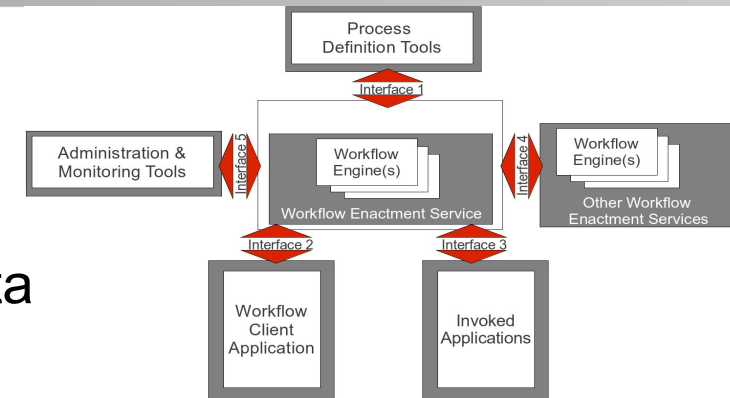 Process
Definition Tools
Interface 1
Administration &
Monitoring Tools
Interface 5
Workflow
Engine(s)
Workflow Enactment Service
Interface 4
Workflow
Engine(s)
Other Workflow
Enactment Services
Interface 2
Interface 3
ta
Workflow
Client
Application
Invoked
Applications